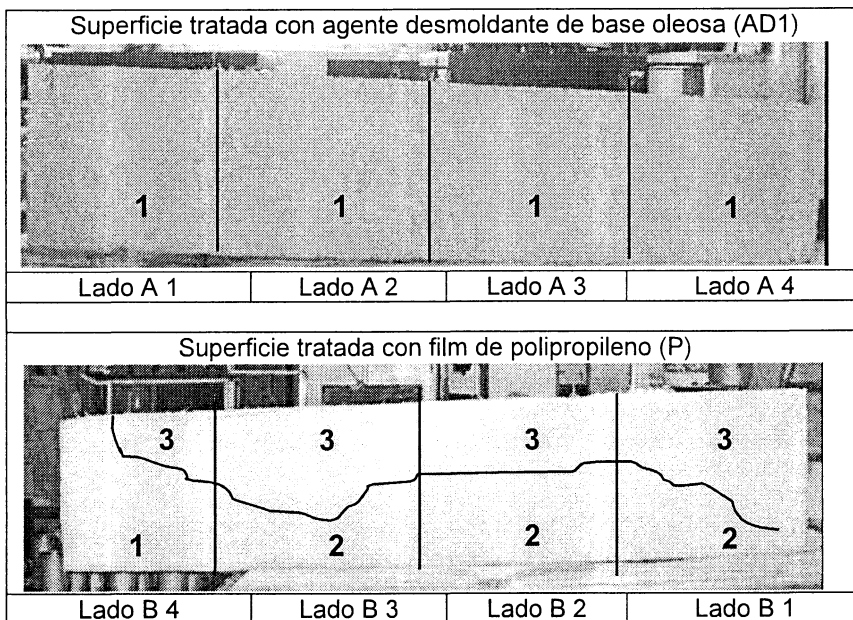 Superficie tratada con agente desmoldante de base oleosa (AD1)
1 1 1 1
Lado A 1 Lado A 2 Lado A 3 Lado A 4
Superficie tratada con film de polipropileno (P)
3 3 3 3
1 2 2 2
Lado B 4 Lado B 3 Lado B 2 Lado B 1